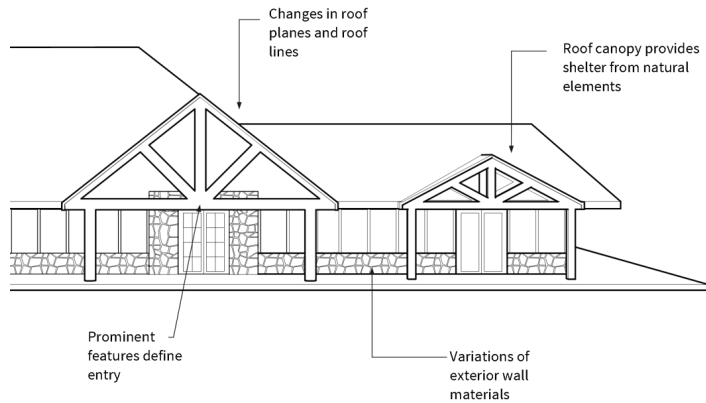 Changes in roof
planes and roof
lines
Roof canopy provides
shelter from natural
elements
Prominent
features define
entry
Variations of
exterior wall
materials